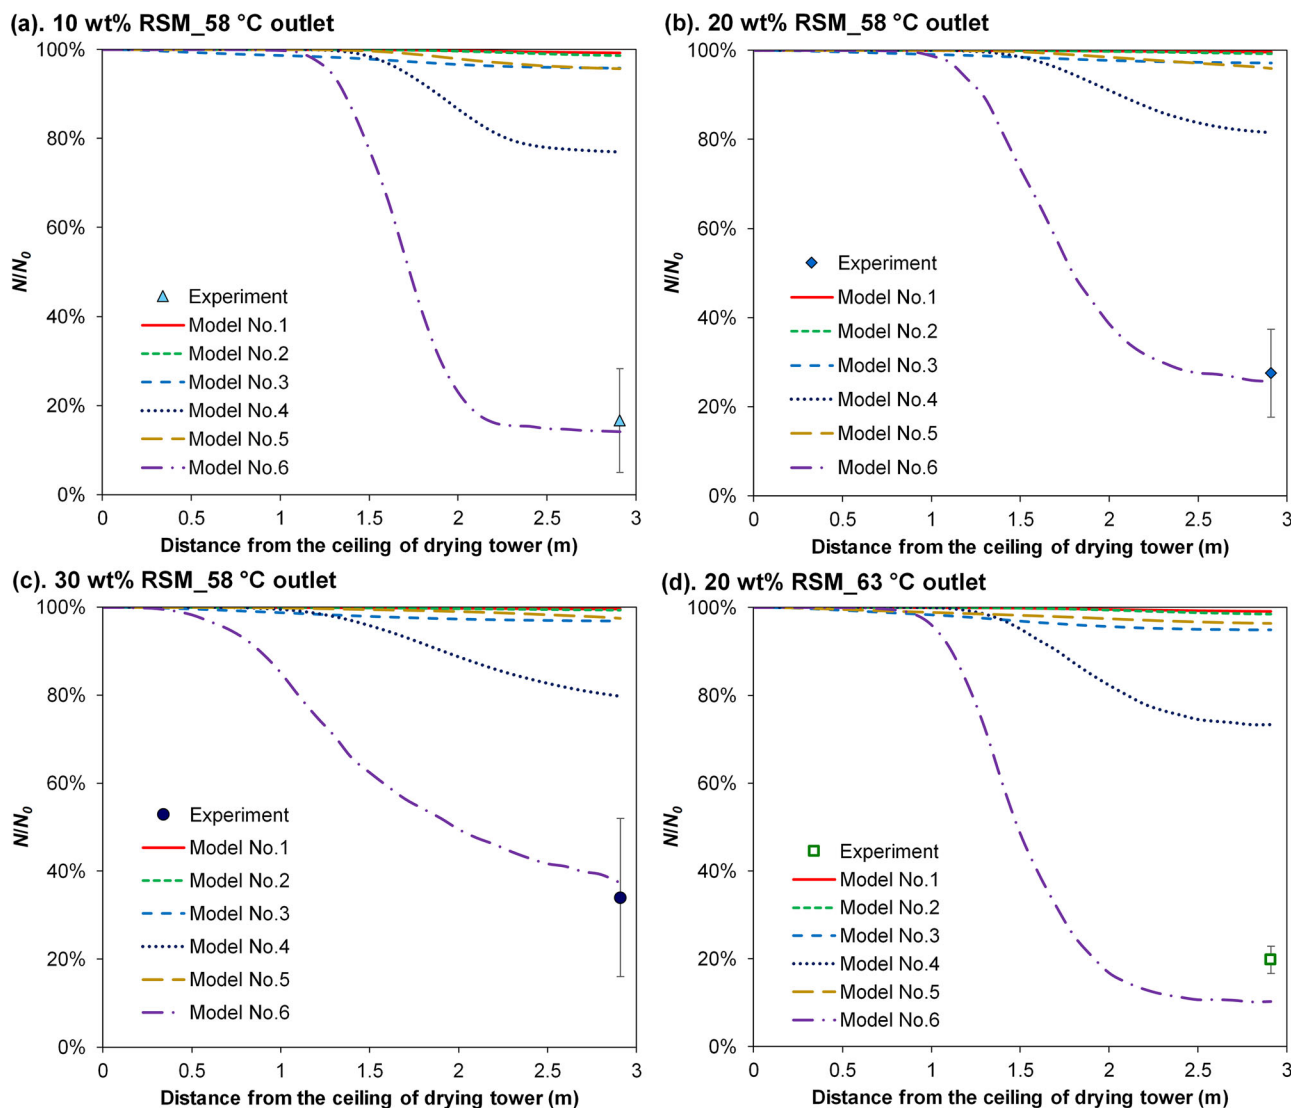 (a). 10 wt% RSM_58 °C outlet
100%
80%
60%
40%
20%
0%
N/N0
Experiment
Model No.1
Model No.2
Model No.3
Model No.4
Model No.5
Model No.6
0 0.5 1 1.5 2 2.5 3
Distance from the ceiling of drying tower (m)
(b). 20 wt% RSM_58 °C outlet
100%
80%
60%
40%
20%
0%
N/N0
Experiment
Model No.1
Model No.2
Model No.3
Model No.4
Model No.5
Model No.6
0 0.5 1 1.5 2 2.5 3
Distance from the ceiling of drying tower (m)
(c). 30 wt% RSM_58 °C outlet
100%
80%
60%
40%
20%
0%
N/N0
Experiment
Model No.1
Model No.2
Model No.3
Model No.4
Model No.5
Model No.6
0 0.5 1 1.5 2 2.5 3
Distance from the ceiling of drying tower (m)
(d). 20 wt% RSM_63 °C outlet
100%
80%
60%
40%
20%
0%
N/N0
Experiment
Model No.1
Model No.2
Model No.3
Model No.4
Model No.5
Model No.6
0 0.5 1 1.5 2 2.5 3
Distance from the ceiling of drying tower (m)